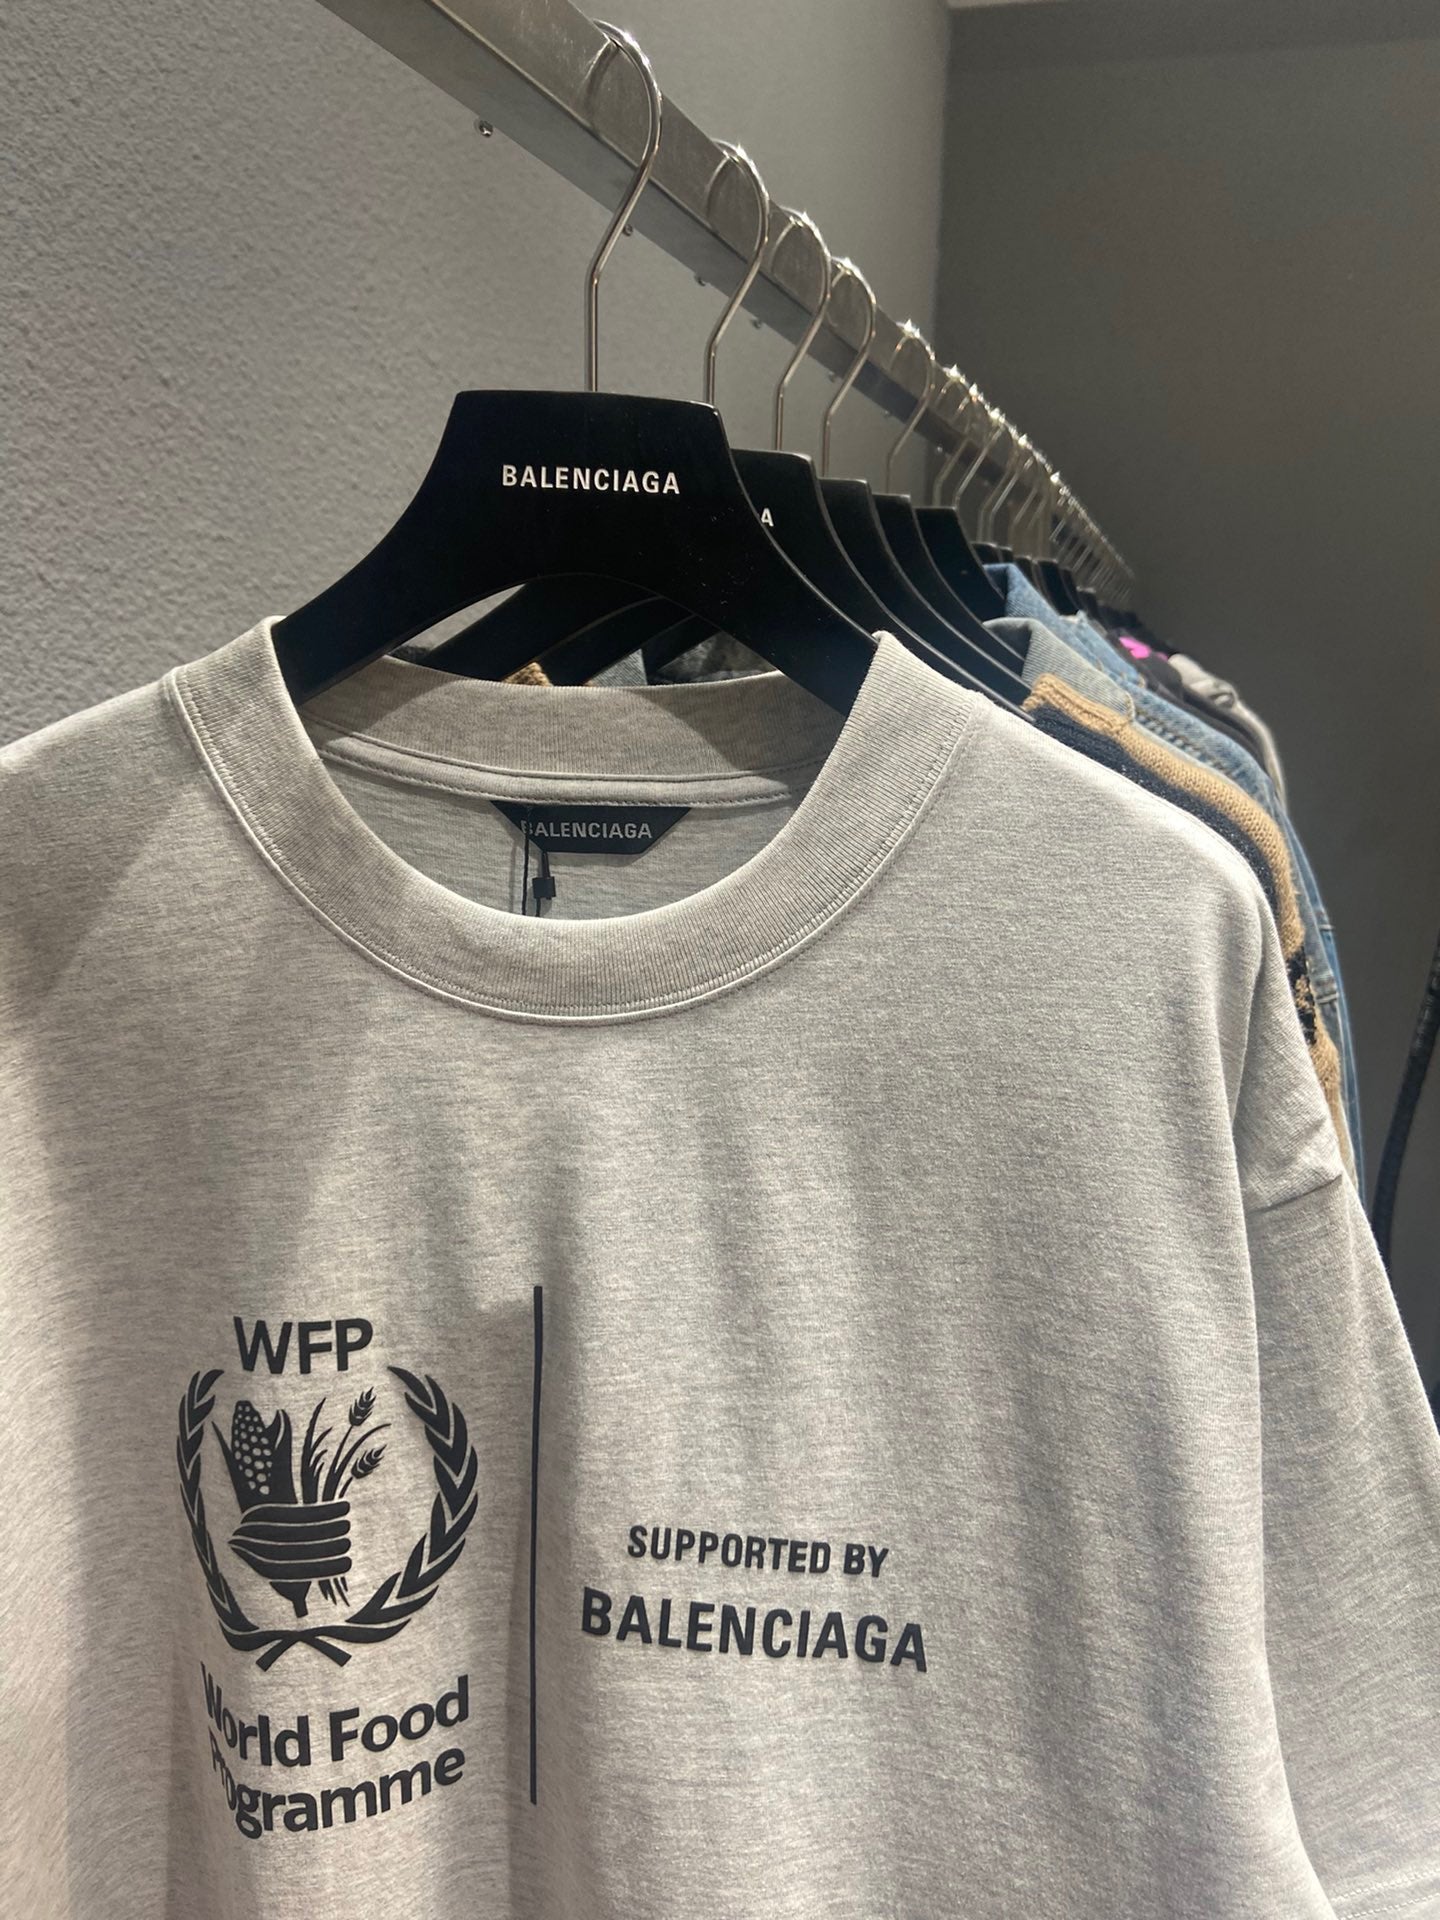 BALENCIAGA
A
BALENCIAGA
WFP
World Food
Programme
SUPPORTED BY
BALENCIAGA